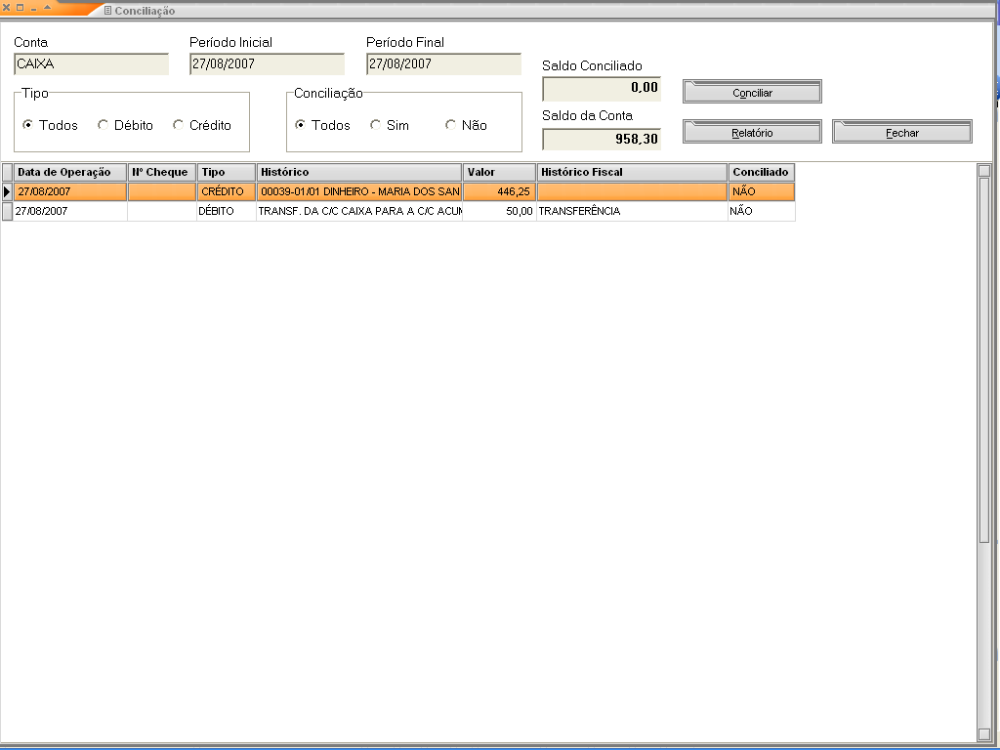 Conciliação
Conta
Período Inicial
Período Final
CAIXA
27/08/2007
27/08/2007
Saldo Conciliado
0,00
Conciliar
Tipo
Todos
Débito
Crédito
Conciliação
Todos
Sim
Não
Saldo da Conta
958,30
Relatório
Fechar
Data de Operação Nº Cheque Tipo Histórico Valor Histórico Fiscal Conciliado
27/08/2007 CRÉDITO 00039-01/01 DINHEIRO - MARIA DOS SAN 446,25 NÃO
27/08/2007 DÉBITO TRANSF. DA C/C CAIXA PARA A C/C ACUM 50,00 TRANSFERÊNCIA NÃO